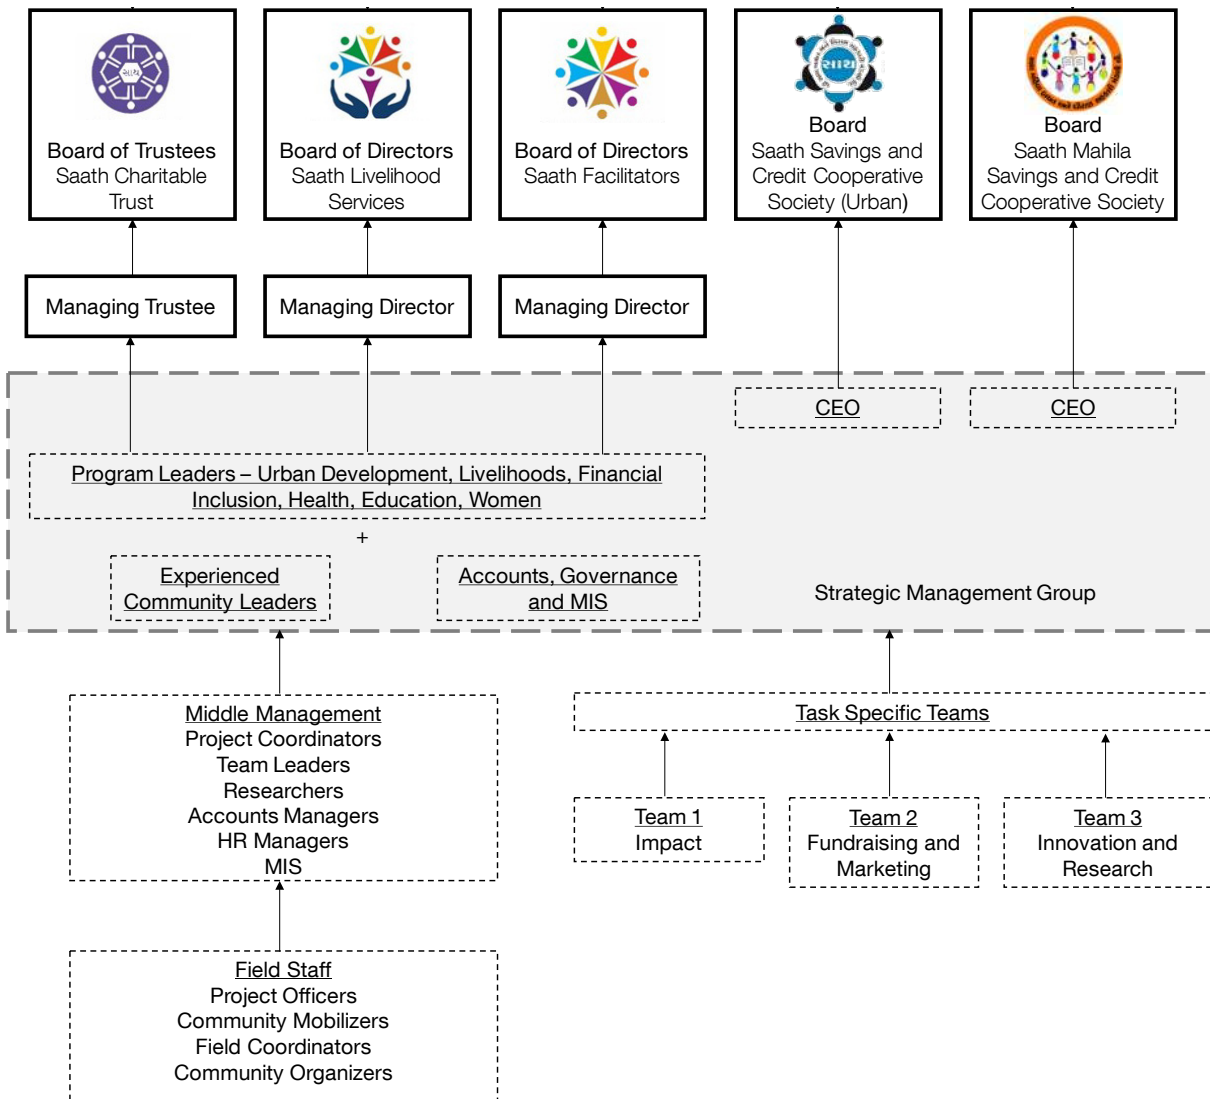 સાથ
Board of Trustees
Saath Charitable
Trust
Board of Directors
Saath Livelihood
Services
Board of Directors
Saath Facilitators
સાથ
Board
Saath Savings and
Credit Cooperative
Society (Urban)
Board
Saath Mahila
Savings and Credit
Cooperative Society
Managing Trustee
Managing Director
Managing Director
CEO
CEO
Program Leaders – Urban Development, Livelihoods, Financial
Inclusion, Health, Education, Women
+
Experienced
Community Leaders
Accounts, Governance
and MIS
Strategic Management Group
Middle Management
Project Coordinators
Team Leaders
Researchers
Accounts Managers
HR Managers
MIS
Task Specific Teams
Team 1
Impact
Team 2
Fundraising and
Marketing
Team 3
Innovation and
Research
Field Staff
Project Officers
Community Mobilizers
Field Coordinators
Community Organizers